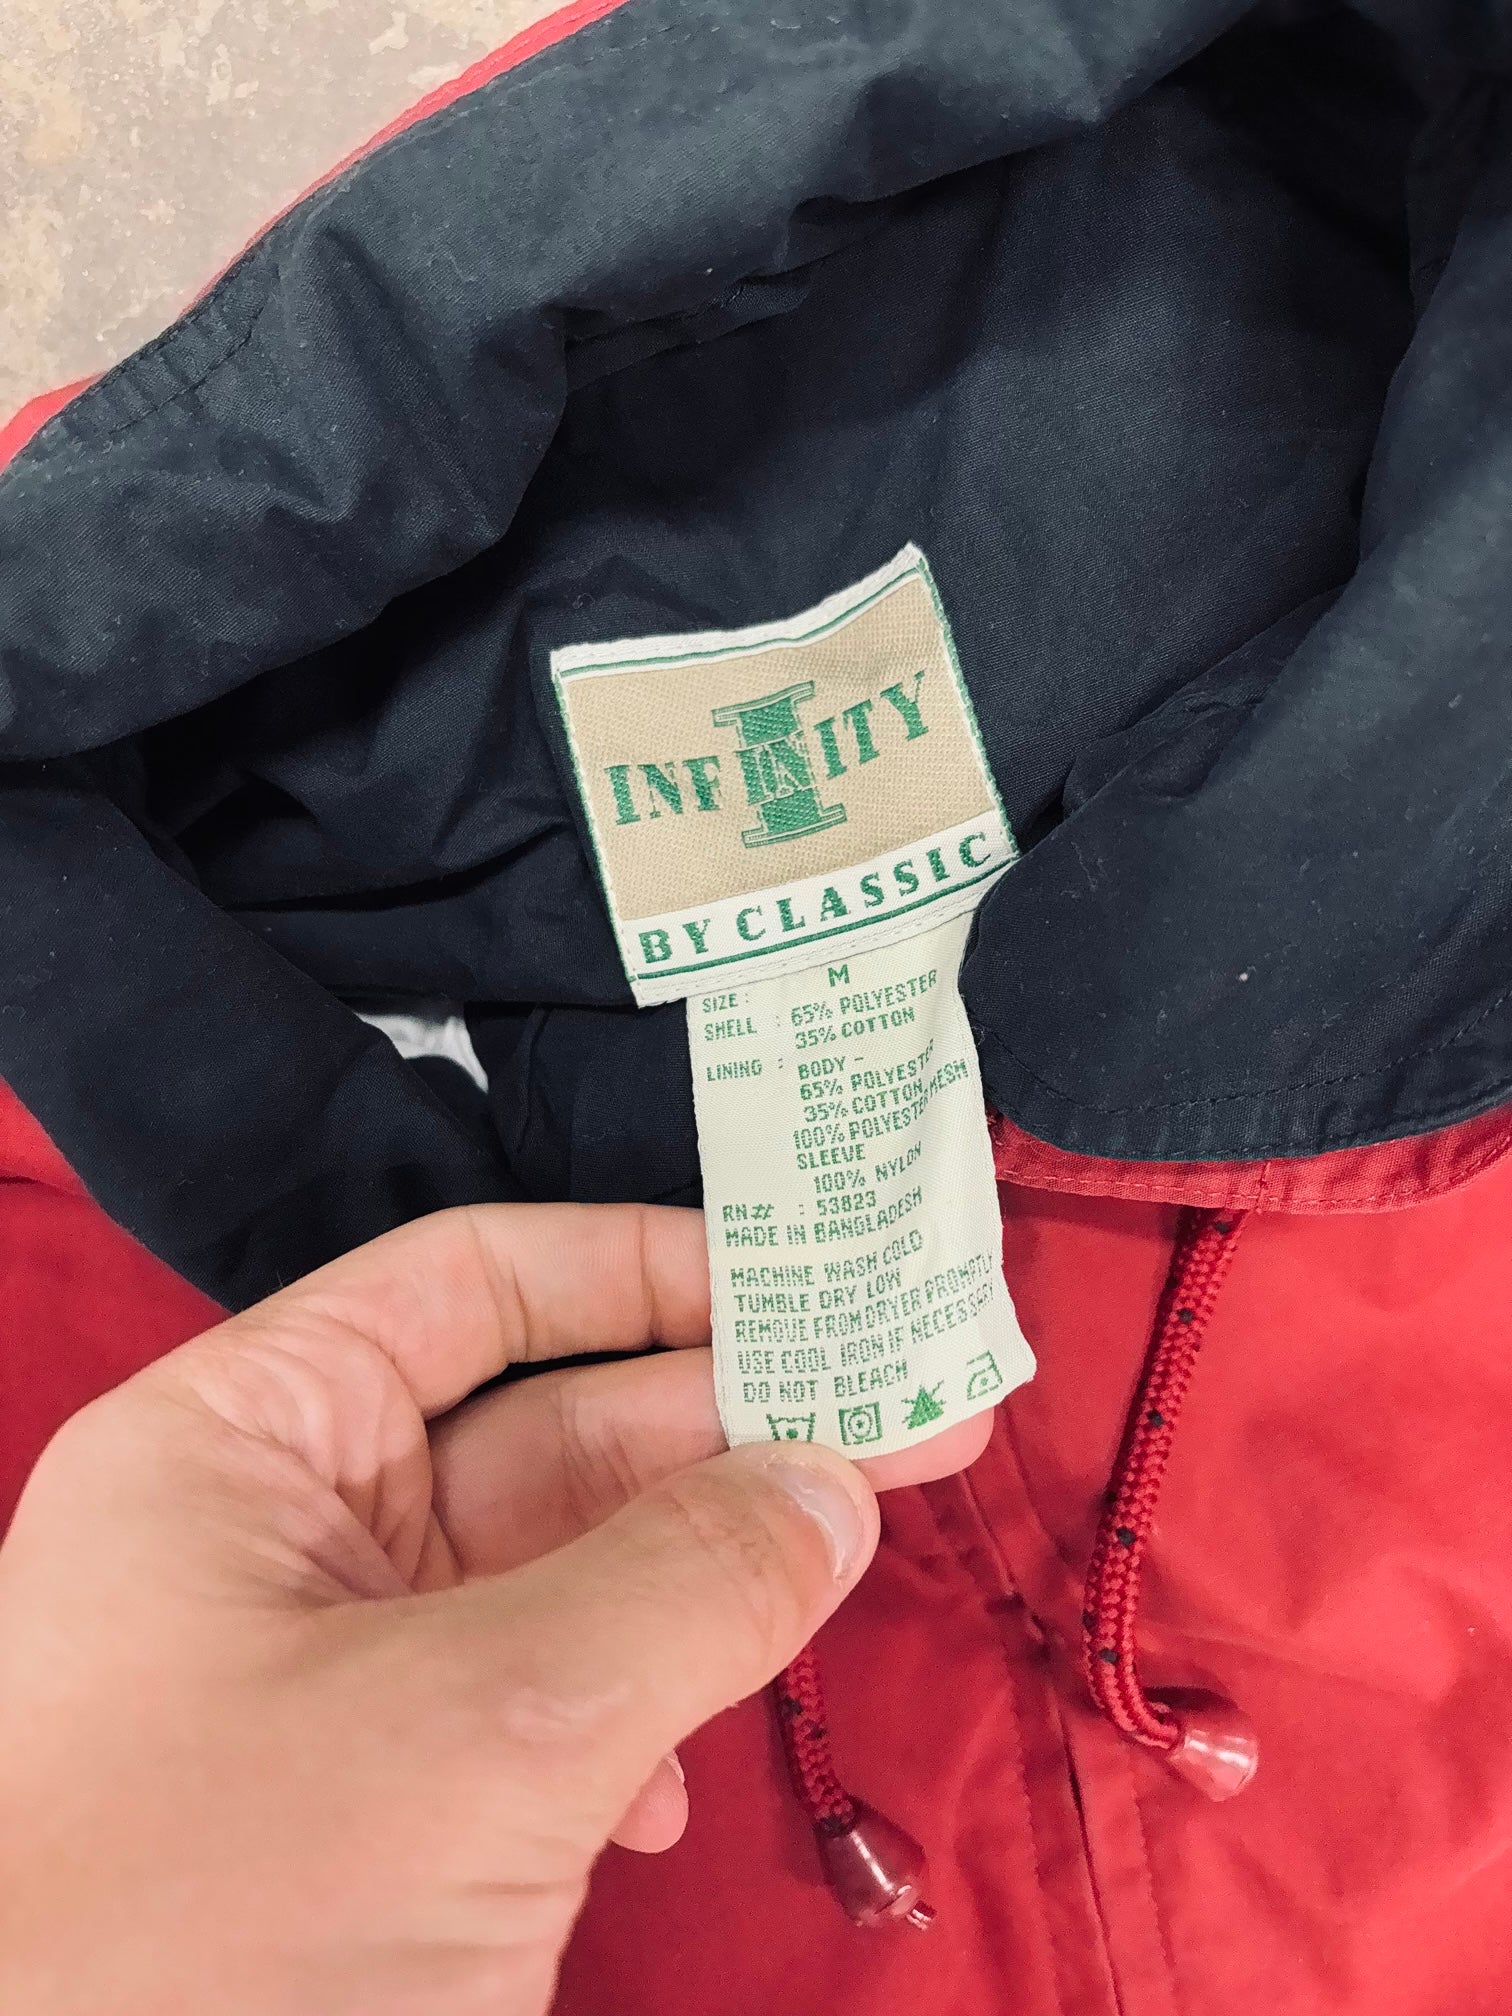 INFINITY
BY CLASSIC
SIZE: M
SHELL : 65% POLYESTER
35% COTTON
LINING : BODY -
65% POLYESTER
35% COTTON,
100% POLYESTER MESH
SLEEVE
100% NYLON
RN# : 53823
MADE IN BANGLADESH
MACHINE WASH COLD
TUMBLE DRY LOW
REMOVE FROM DRYER PROMPTLY
USE COOL IRON IF NECESSARY
DO NOT BLEACH